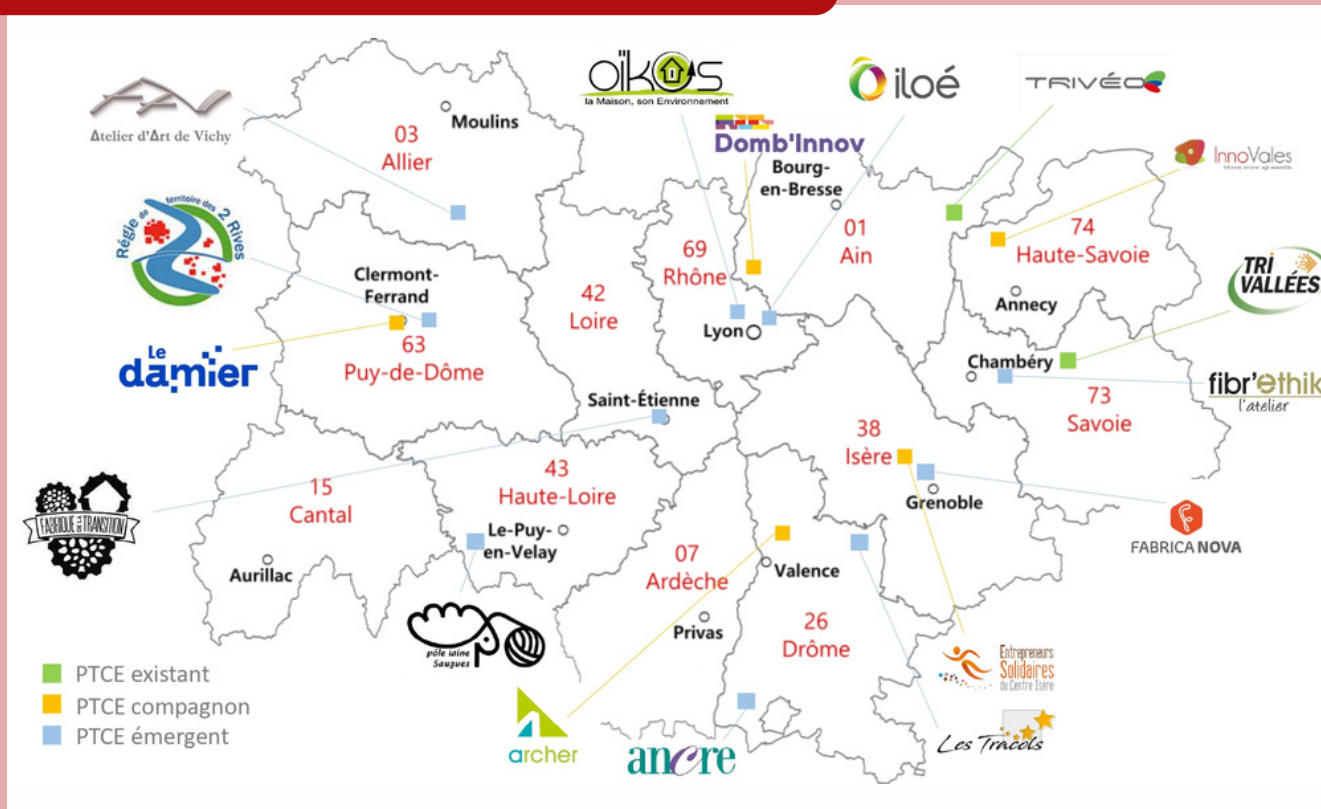 Atelier d'Art de Vichy
oïkos
la Maison, son Environnement
iloé
TRIVÉO
Domb'Innov
InnoVales
Moulins
03
Allier
Bourg-
en-Bresse
01
Ain
74
Haute-Savoie
Annecy
Régie de territoire des 2 Rives
Clermont-
Ferrand
63
Puy-de-Dôme
42
Loire
69
Rhône
Lyon
TRI
VALLÉES
Chambéry
73
Savoie
fibr'ethik
l'atelier
Le
damier
Saint-Étienne
38
Isère
Grenoble
FABRIQUE DE LA TRANSITION
15
Cantal
Aurillac
43
Haute-Loire
Le-Puy-
en-Velay
07
Ardèche
Privas
Valence
26
Drôme
FABRICA NOVA
pôle laine
Saugues
Entrepreneurs
Solidaires
du Centre Isère
Les Tracols
archer
ancre
PTCE existant
PTCE compagnon
PTCE émergent